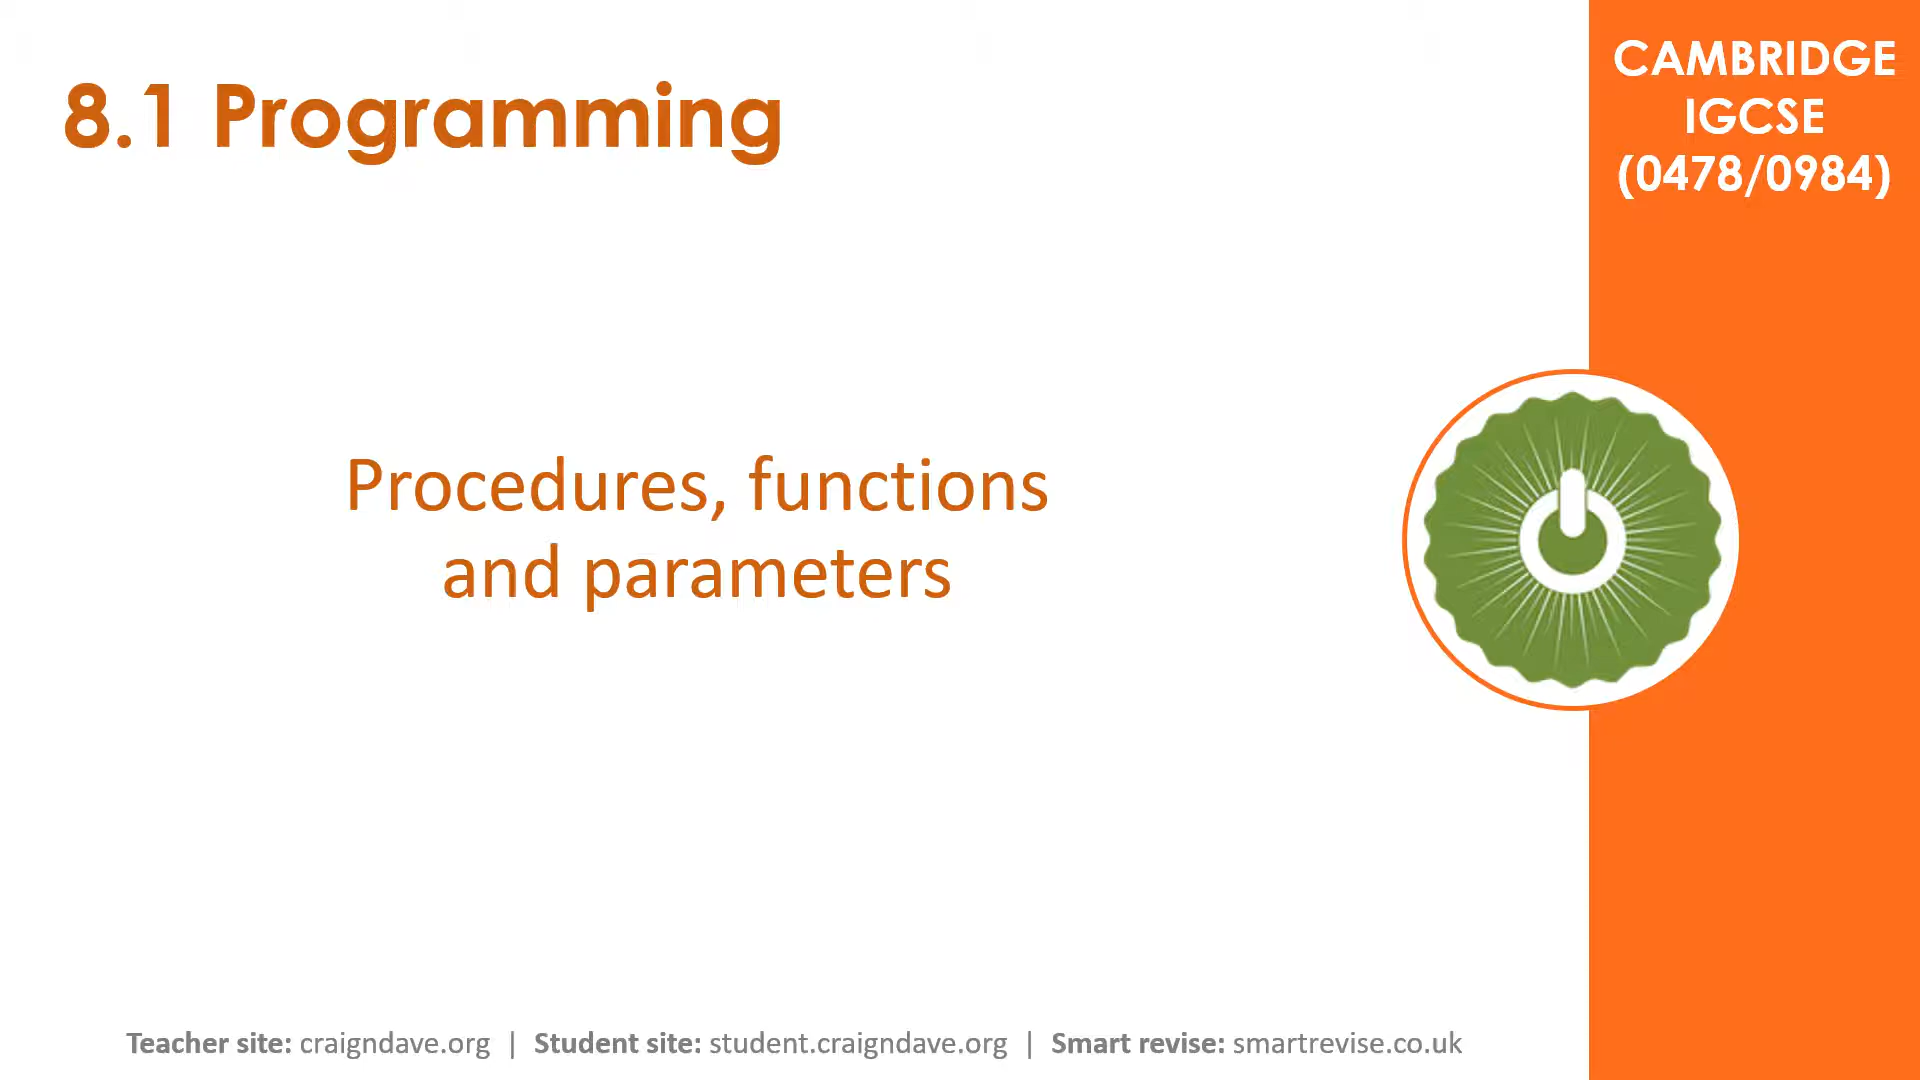 8.1 Programming
CAMBRIDGE
IGCSE
(0478/0984)
Procedures, functions
and parameters
Teacher site: craigndave.org | Student site: student.craigndave.org | Smart revise: smartrevise.co.uk